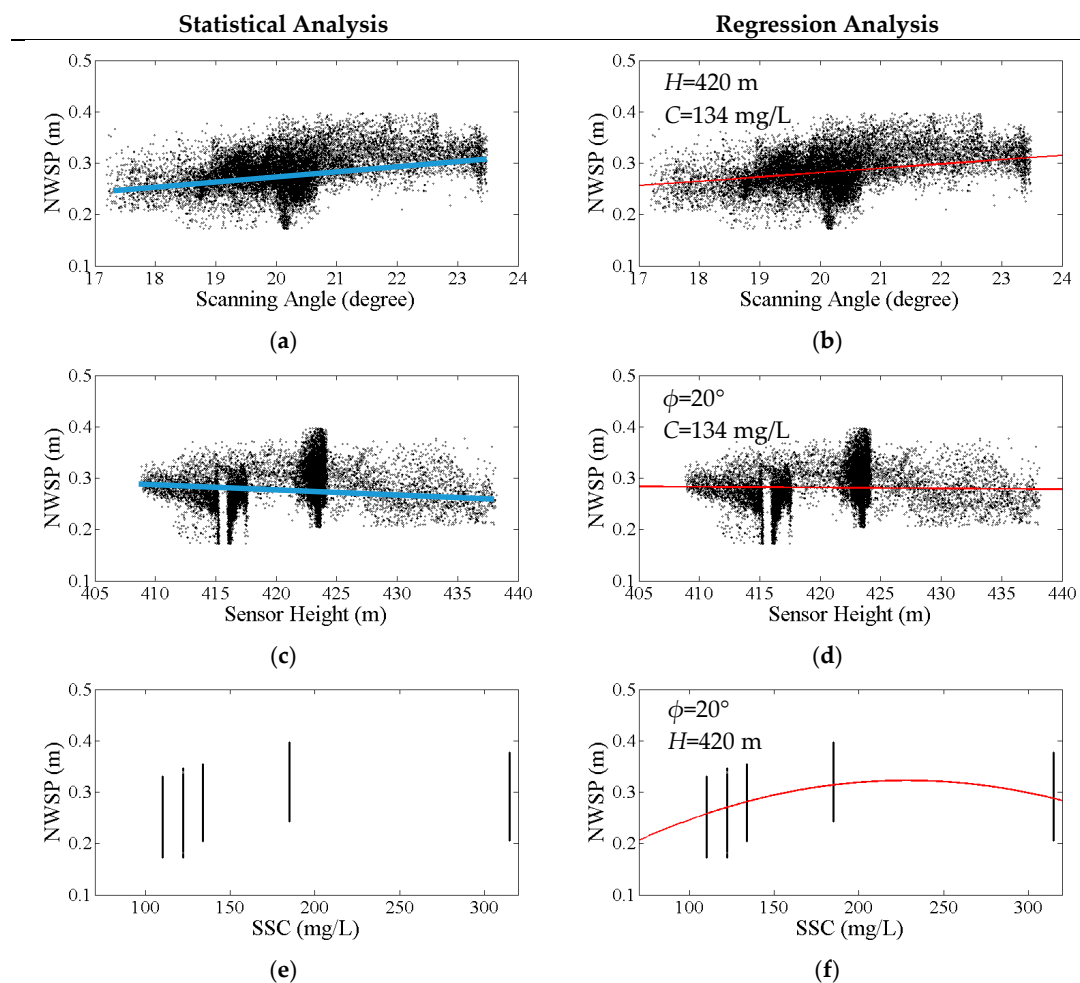 Statistical Analysis
Regression Analysis
0.5
0.4
0.3
0.2
0.1
NWSP (m)
17 18 19 20 21 22 23 24
Scanning Angle (degree)
(a)
0.5
0.4
0.3
0.2
0.1
NWSP (m)
H=420 m
C=134 mg/L
17 18 19 20 21 22 23 24
Scanning Angle (degree)
(b)
0.5
0.4
0.3
0.2
0.1
NWSP (m)
405 410 415 420 425 430 435 440
Sensor Height (m)
(c)
0.5
0.4
0.3
0.2
0.1
NWSP (m)
ϕ=20°
C=134 mg/L
405 410 415 420 425 430 435 440
Sensor Height (m)
(d)
0.5
0.4
0.3
0.2
0.1
NWSP (m)
100 150 200 250 300
SSC (mg/L)
(e)
0.5
0.4
0.3
0.2
0.1
NWSP (m)
ϕ=20°
H=420 m
100 150 200 250 300
SSC (mg/L)
(f)